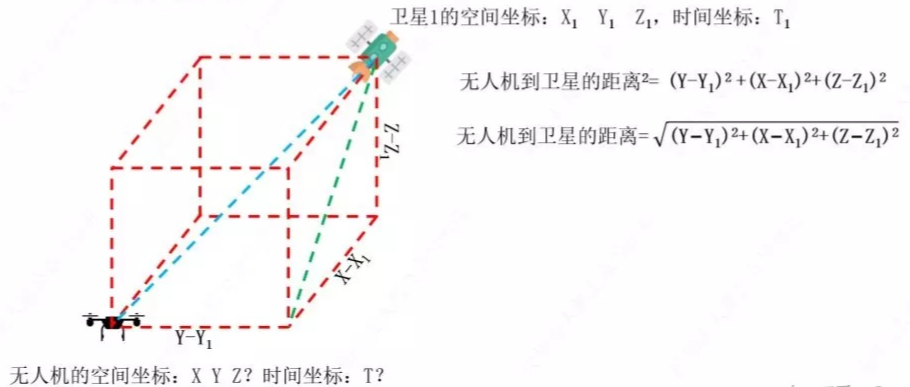 卫星1的空间坐标：X₁ Y₁ Z₁，时间坐标：T₁
无人机到卫星的距离²= (Y-Y₁)²+(X-X₁)²+(Z-Z₁)²
无人机到卫星的距离=√(Y-Y₁)²+(X-X₁)²+(Z-Z₁)²
Z-Z₁
X-X₁
Y-Y₁
无人机的空间坐标：X Y Z？时间坐标：T？